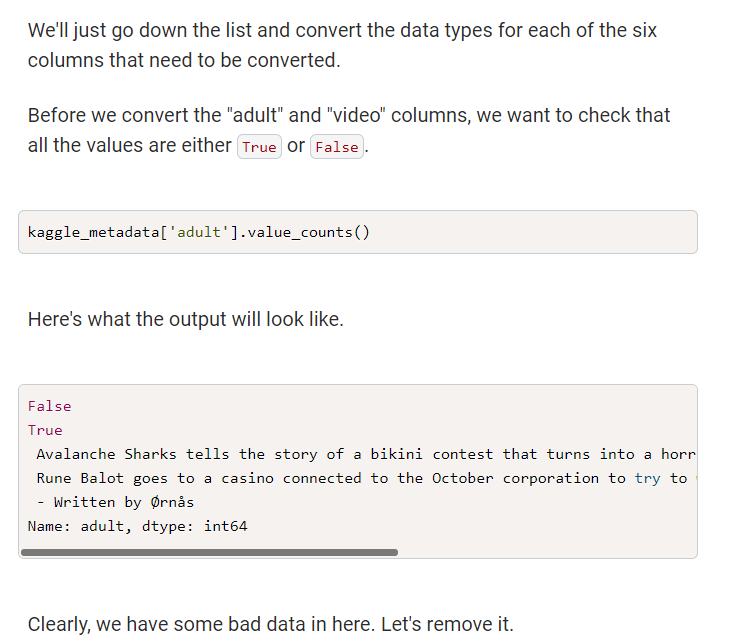 We'll just go down the list and convert the data types for each of the six
columns that need to be converted.
Before we convert the "adult" and "video" columns, we want to check that
all the values are either True or False.
kaggle_metadata['adult'].value_counts()
Here's what the output will look like.
False
True
Avalanche Sharks tells the story of a bikini contest that turns into a horr
Rune Balot goes to a casino connected to the October corporation to try to
- Written by Ørnås
Name: adult, dtype: int64
Clearly, we have some bad data in here. Let's remove it.